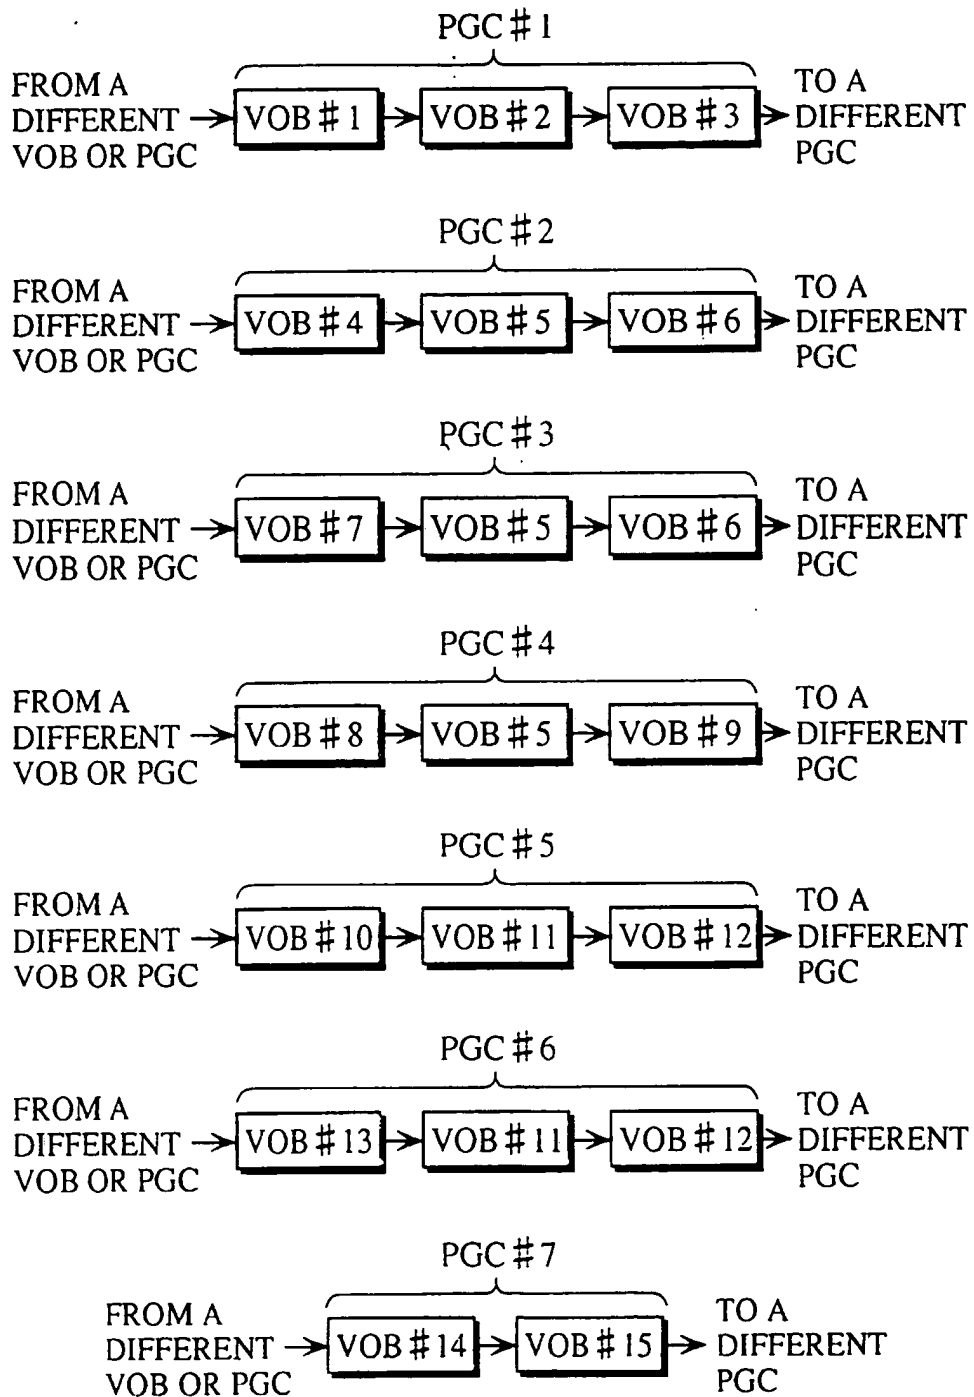 PGC#1
FROM A
DIFFERENT
VOB OR PGC
VOB#1
VOB#2
VOB#3
TO A
DIFFERENT
PGC
PGC#2
FROM A
DIFFERENT
VOB OR PGC
VOB#4
VOB#5
VOB#6
TO A
DIFFERENT
PGC
PGC#3
FROM A
DIFFERENT
VOB OR PGC
VOB#7
VOB#5
VOB#6
TO A
DIFFERENT
PGC
PGC#4
FROM A
DIFFERENT
VOB OR PGC
VOB#8
VOB#5
VOB#9
TO A
DIFFERENT
PGC
PGC#5
FROM A
DIFFERENT
VOB OR PGC
VOB#10
VOB#11
VOB#12
TO A
DIFFERENT
PGC
PGC#6
FROM A
DIFFERENT
VOB OR PGC
VOB#13
VOB#11
VOB#12
TO A
DIFFERENT
PGC
PGC#7
FROM A
DIFFERENT
VOB OR PGC
VOB#14
VOB#15
TO A
DIFFERENT
PGC